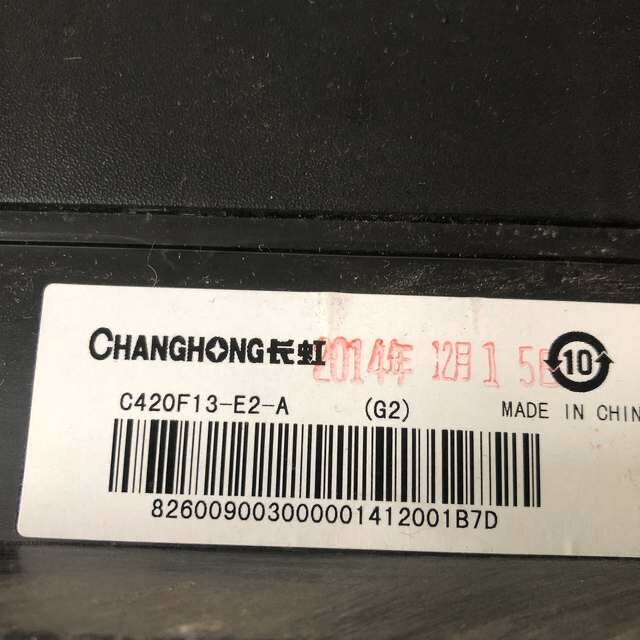 CHANGHONG长虹 2014年 12月 1 5日 10
C420F13-E2-A (G2) MADE IN CHIN
826009003000001412001B7D